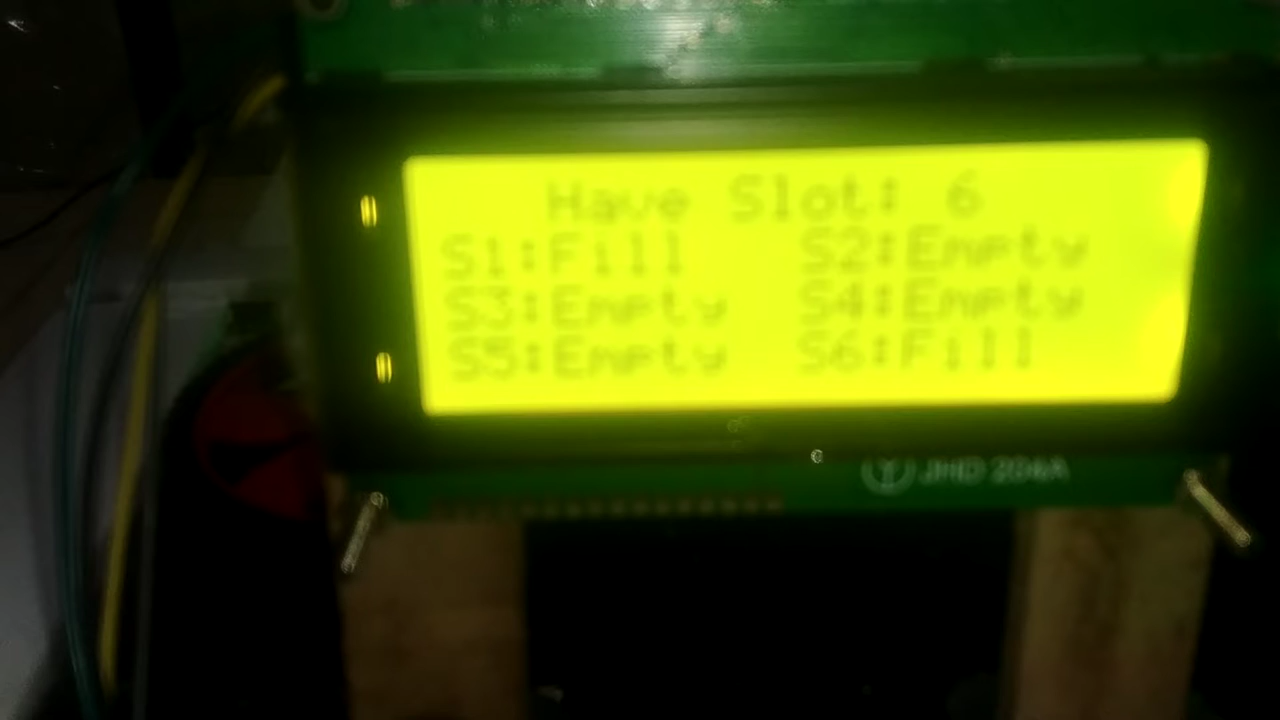 Have Slot: 6
S1:Fill S2:Empty
S3:Empty S4:Empty
S5:Empty S6:Fill
JHD 204A